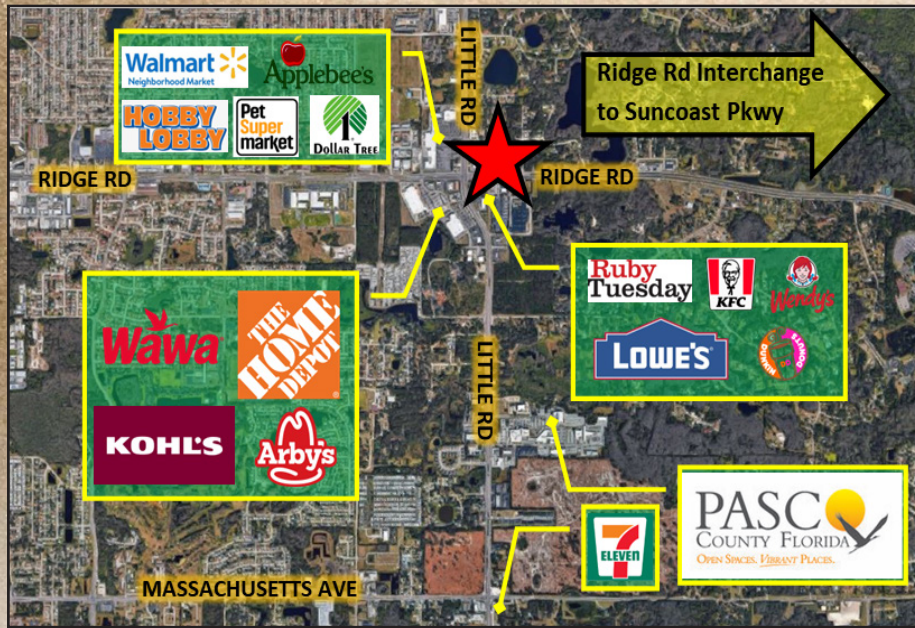 Walmart
Neighborhood Market
Applebee's
HOBBY
LOBBY
Pet
Super
market
DOLLAR TREE
LITTLE RD
Ridge Rd Interchange
to Suncoast Pkwy
RIDGE RD
RIDGE RD
Wawa
THE
HOME
DEPOT
KOHL'S
Arby's
Ruby
Tuesday
KFC
Wendy's
LOWE'S
DUNKIN'
DONUTS
LITTLE RD
7
ELEVEN
PASCO
COUNTY FLORIDA
OPEN SPACES. VIBRANT PLACES.
MASSACHUSETTS AVE